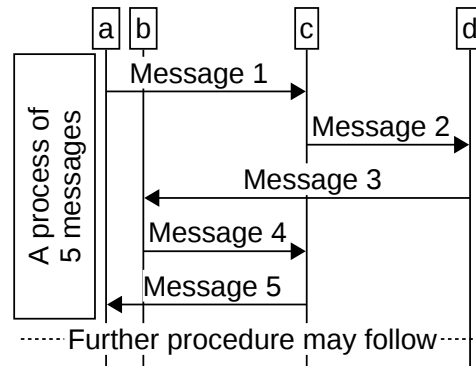 a
b
c
d
A process of
5 messages
Message 1
Message 2
Message 3
Message 4
Message 5
Further procedure may follow